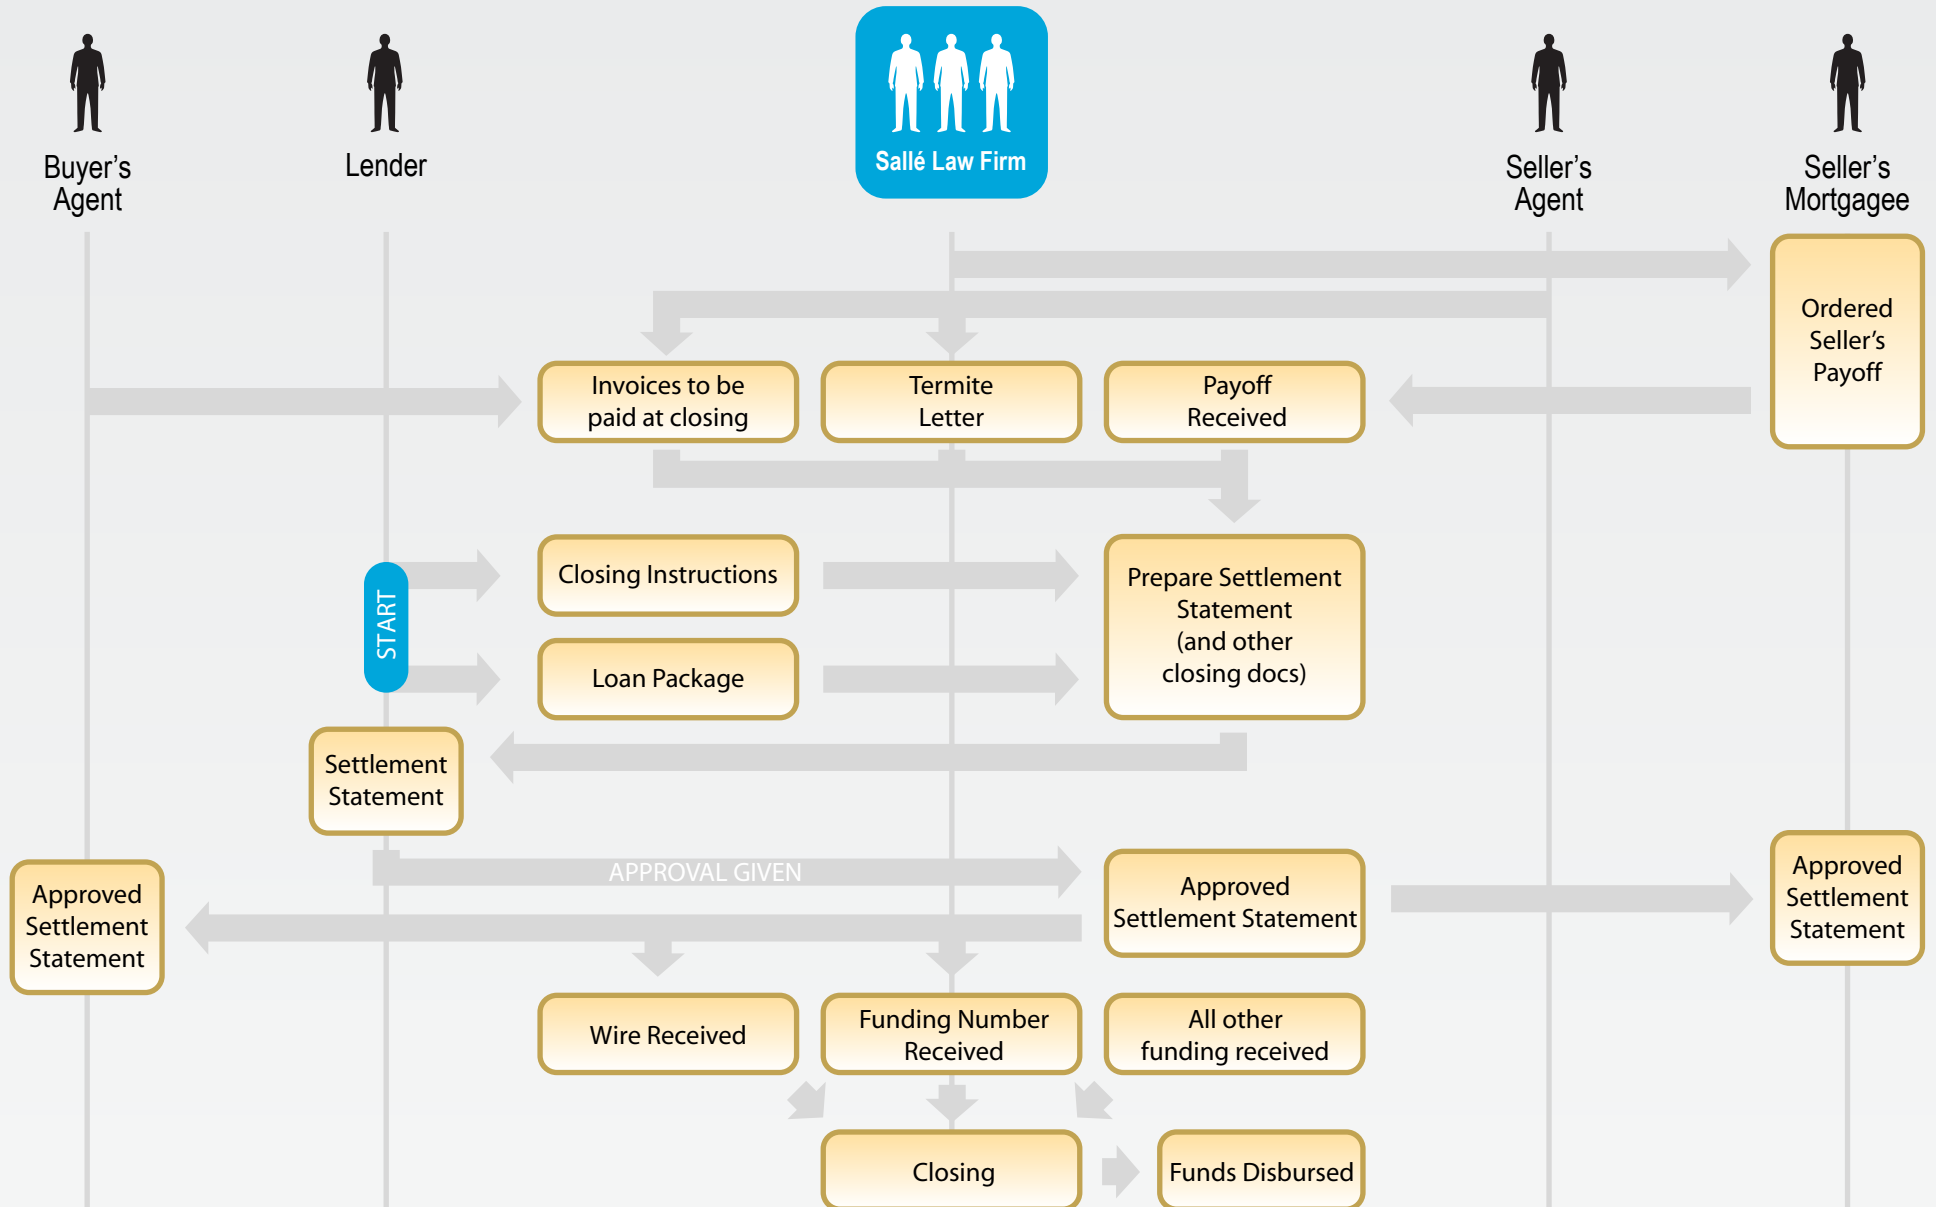 Buyer's
Agent
Lender
Sallé Law Firm
Seller's
Agent
Seller's
Mortgagee
Ordered
Seller's
Payoff
Invoices to be
paid at closing
Termite
Letter
Payoff
Received
START
Closing Instructions
Loan Package
Prepare Settlement
Statement
(and other
closing docs)
Settlement
Statement
APPROVAL GIVEN
Approved
Settlement Statement
Approved
Settlement
Statement
Approved
Settlement
Statement
Wire Received
Funding Number
Received
All other
funding received
Closing
Funds Disbursed